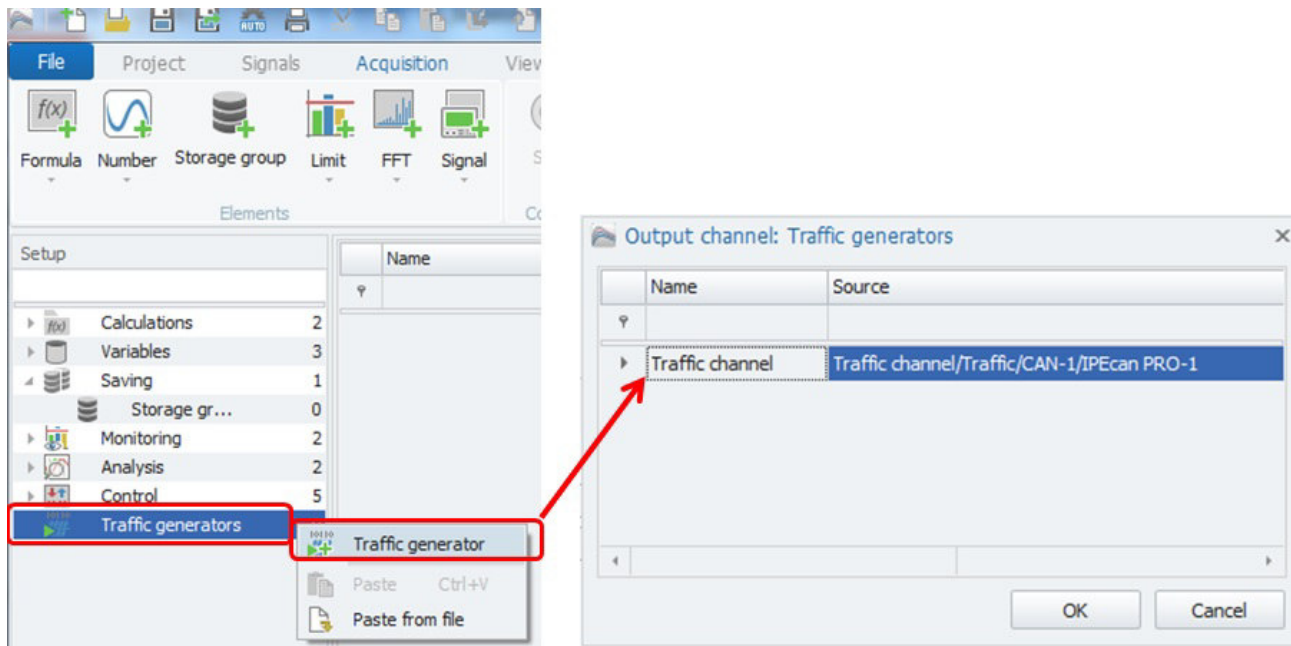 AUTO
File Project Signals Acquisition View
f(x)
Formula Number Storage group Limit FFT Signal
Elements
Setup
Name
f(x) Calculations 2
Variables 3
Saving 1
Storage gr... 0
Monitoring 2
Analysis 2
Control 5
Traffic generators
Traffic generator
Paste Ctrl+V
Paste from file
Output channel: Traffic generators
Name Source
Traffic channel Traffic channel/Traffic/CAN-1/IPEcan PRO-1
OK Cancel